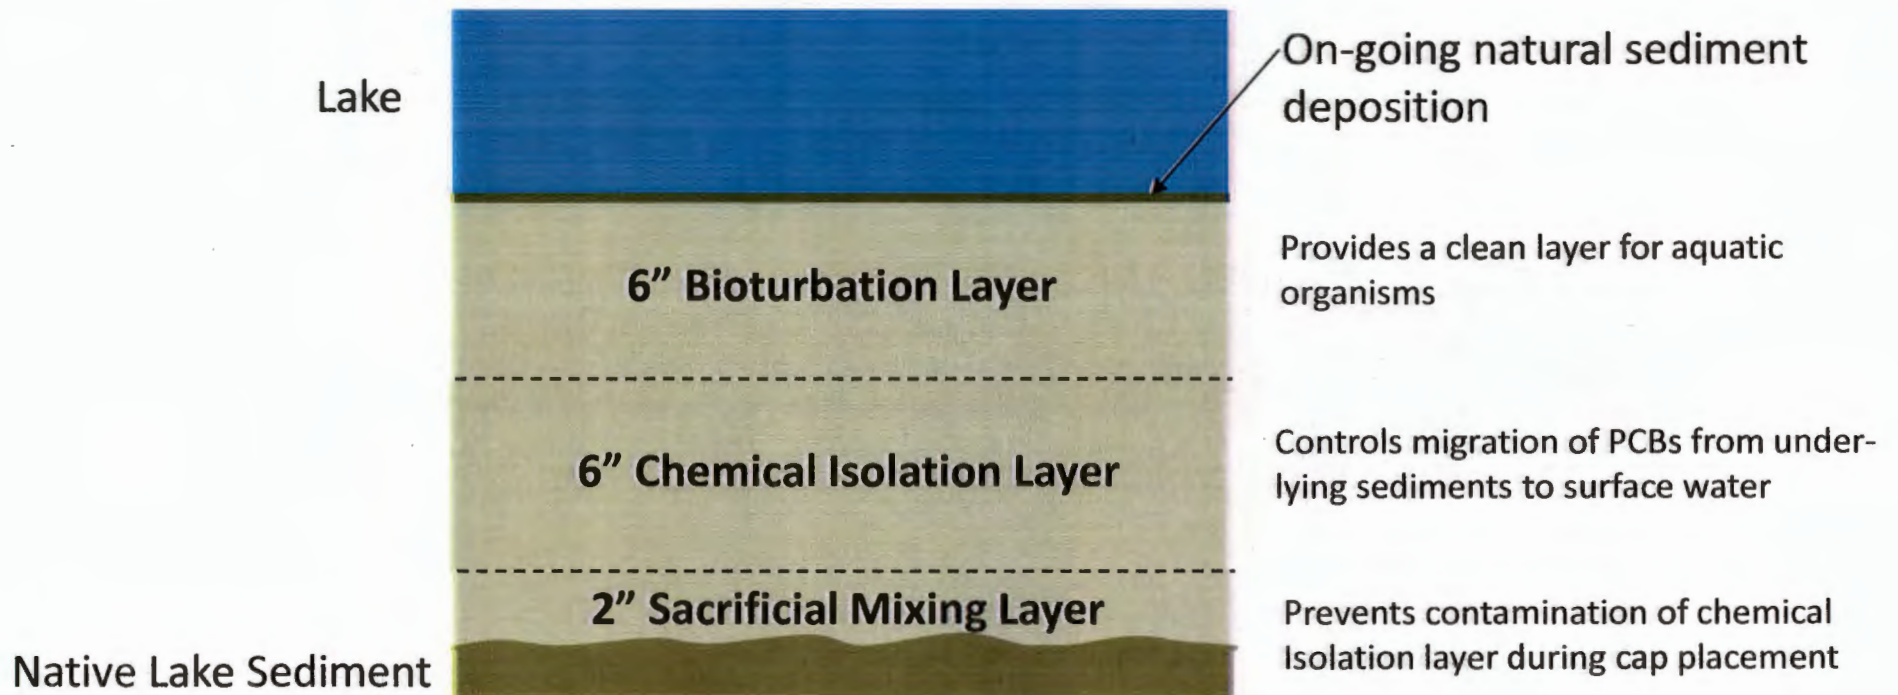 Lake
On-going natural sediment
deposition
6” Bioturbation Layer
Provides a clean layer for aquatic
organisms
6” Chemical Isolation Layer
Controls migration of PCBs from under-
lying sediments to surface water
2” Sacrificial Mixing Layer
Prevents contamination of chemical
Isolation layer during cap placement
Native Lake Sediment